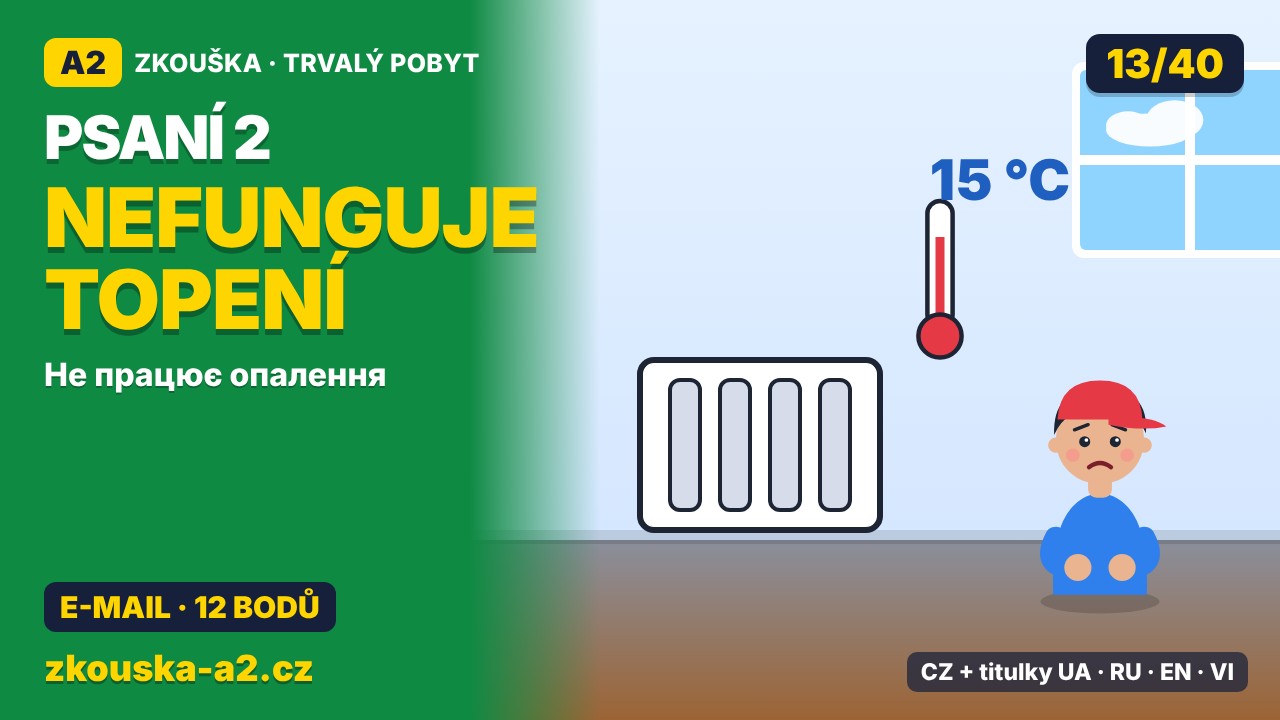 A2 ZKOUŠKA · TRVALÝ POBYT
13/40
PSANÍ 2
NEFUNGUJE
TOPENÍ
Не працює опалення
15 °C
E-MAIL · 12 BODŮ
zkouska-a2.cz
CZ + titulky UA · RU · EN · VI